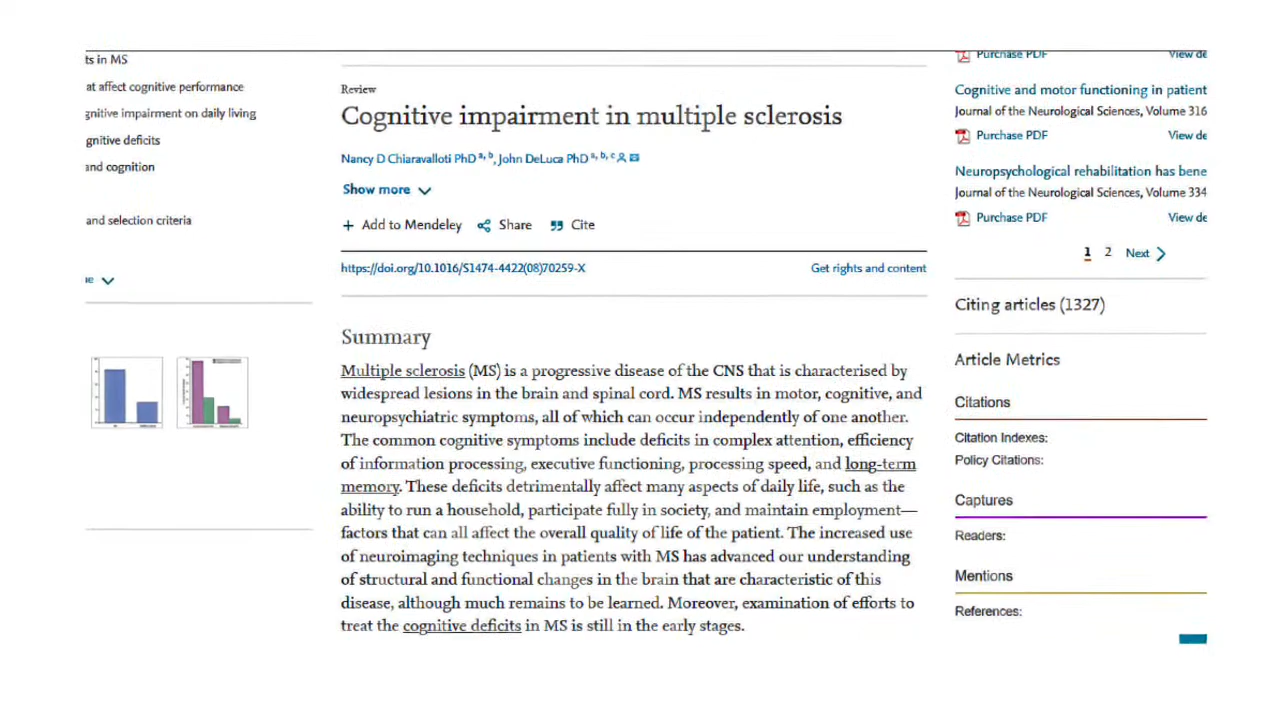 ts in MS
at affect cognitive performance
gnitive impairment on daily living
gnitive deficits
and cognition
and selection criteria
Review
Cognitive impairment in multiple sclerosis
Nancy D Chiaravalloti PhD a, b, John DeLuca PhD a, b, c
Show more
Add to Mendeley Share Cite
https://doi.org/10.1016/S1474-4422(08)70259-X Get rights and content
Summary
Multiple sclerosis (MS) is a progressive disease of the CNS that is characterised by
widespread lesions in the brain and spinal cord. MS results in motor, cognitive, and
neuropsychiatric symptoms, all of which can occur independently of one another.
The common cognitive symptoms include deficits in complex attention, efficiency
of information processing, executive functioning, processing speed, and long-term
memory. These deficits detrimentally affect many aspects of daily life, such as the
ability to run a household, participate fully in society, and maintain employment—
factors that can all affect the overall quality of life of the patient. The increased use
of neuroimaging techniques in patients with MS has advanced our understanding
of structural and functional changes in the brain that are characteristic of this
disease, although much remains to be learned. Moreover, examination of efforts to
treat the cognitive deficits in MS is still in the early stages.
Purchase PDF View de
Cognitive and motor functioning in patient
Journal of the Neurological Sciences, Volume 316
Purchase PDF View de
Neuropsychological rehabilitation has bene
Journal of the Neurological Sciences, Volume 334
Purchase PDF View de
1 2 Next
Citing articles (1327)
Article Metrics
Citations
Citation Indexes:
Policy Citations:
Captures
Readers:
Mentions
References: